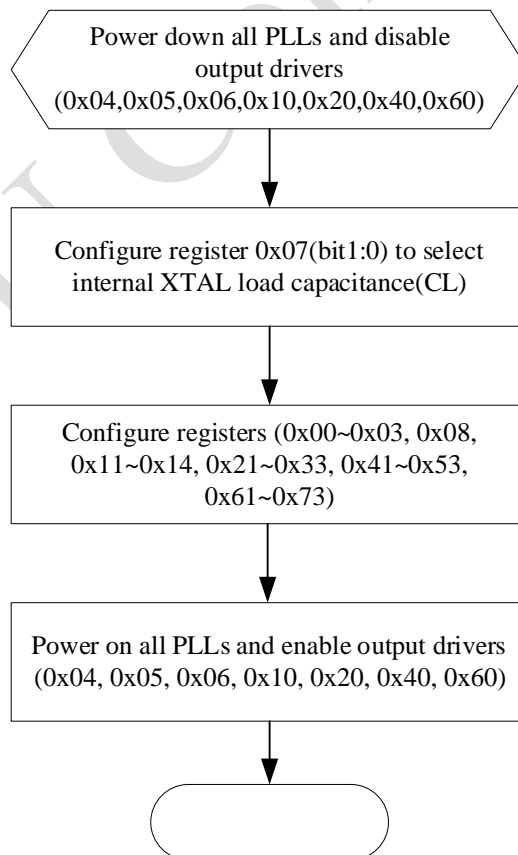 Power down all PLLs and disable
output drivers
(0x04,0x05,0x06,0x10,0x20,0x40,0x60)
Configure register 0x07(bit1:0) to select
internal XTAL load capacitance(CL)
Configure registers (0x00~0x03, 0x08,
0x11~0x14, 0x21~0x33, 0x41~0x53,
0x61~0x73)
Power on all PLLs and enable output drivers
(0x04, 0x05, 0x06, 0x10, 0x20, 0x40, 0x60)